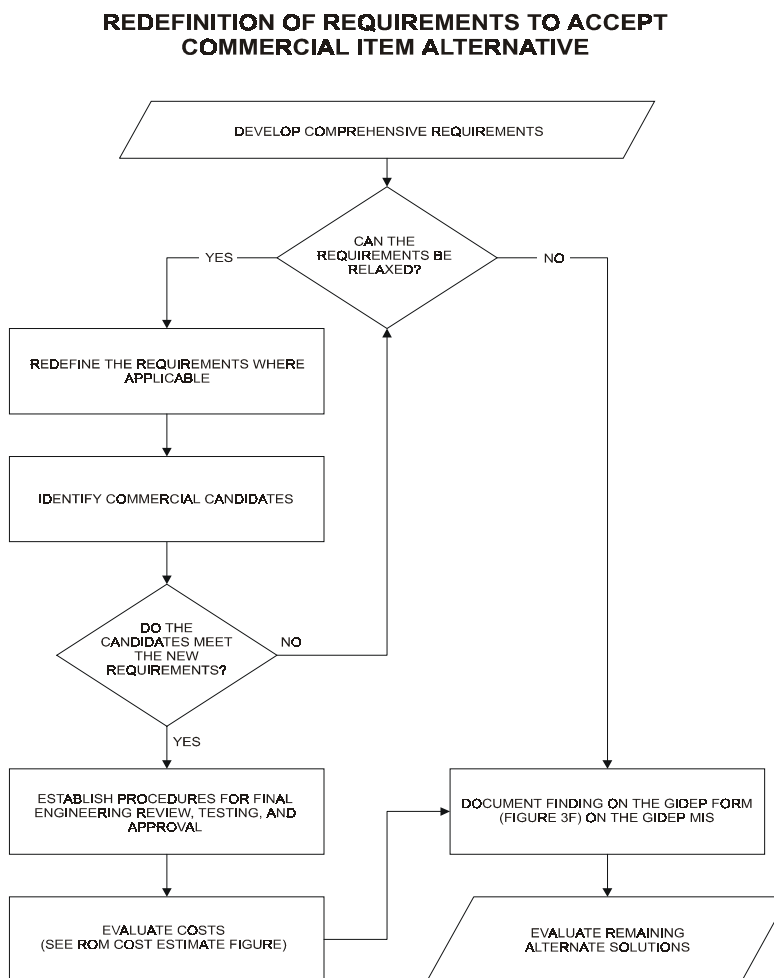 REDEFINITION OF REQUIREMENTS TO ACCEPT
COMMERCIAL ITEM ALTERNATIVE
DEVELOP COMPREHENSIVE REQUIREMENTS
CAN THE
REQUIREMENTS BE
RELAXED?
YES
NO
REDEFINE THE REQUIREMENTS WHERE
APPLICABLE
IDENTIFY COMMERCIAL CANDIDATES
DO THE
CANDIDATES MEET
THE NEW
REQUIREMENTS?
NO
YES
ESTABLISH PROCEDURES FOR FINAL
ENGINEERING REVIEW, TESTING, AND
APPROVAL
DOCUMENT FINDING ON THE GIDEP FORM
(FIGURE 3F) ON THE GIDEP MIS
EVALUATE COSTS
(SEE ROM COST ESTIMATE FIGURE)
EVALUATE REMAINING
ALTERNATE SOLUTIONS